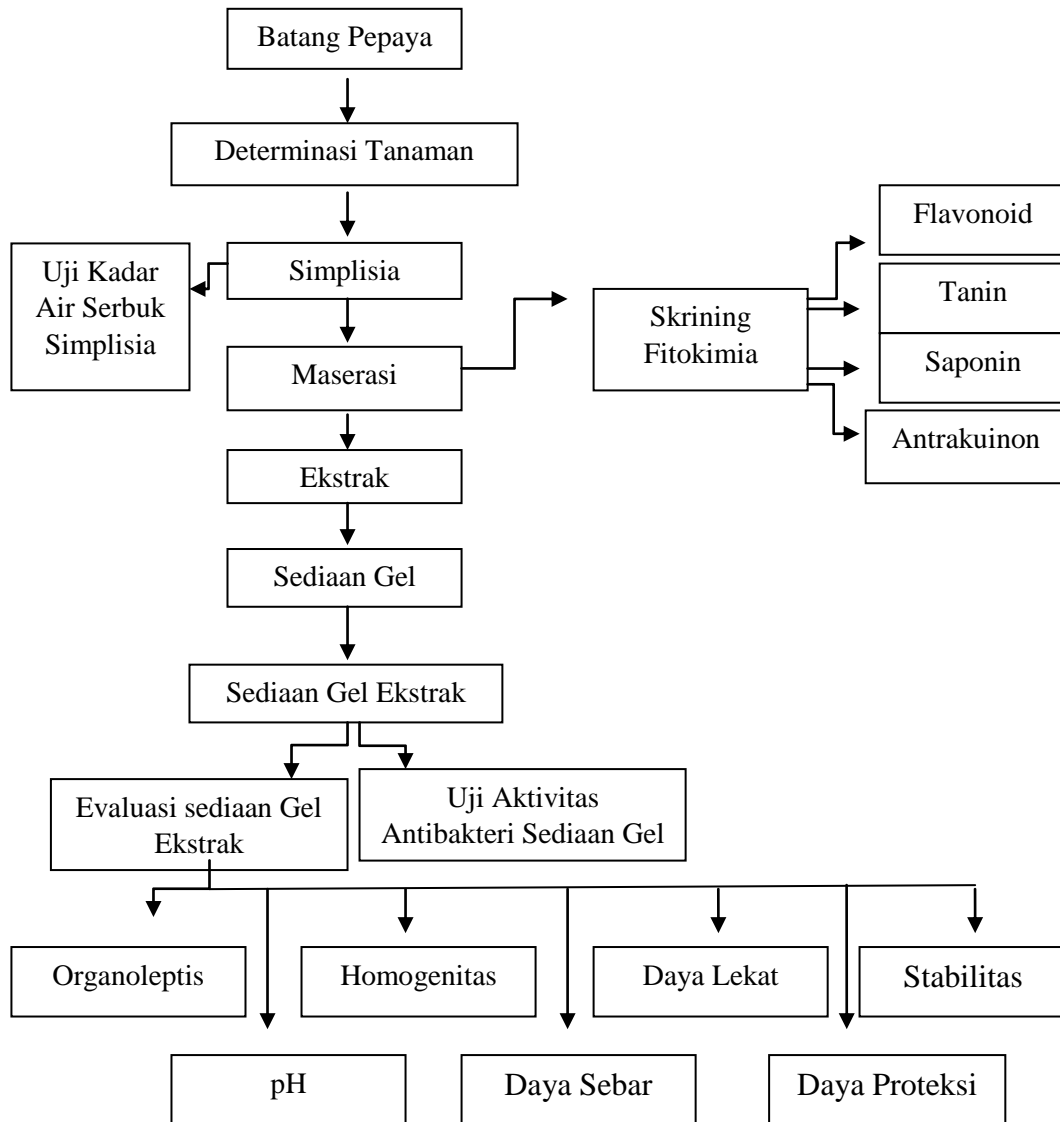 Batang Pepaya
Determinasi Tanaman
Simplisia
Uji Kadar
Air Serbuk
Simplisia
Maserasi
Skrining
Fitokimia
Flavonoid
Tanin
Saponin
Antrakuinon
Ekstrak
Sediaan Gel
Sediaan Gel Ekstrak
Evaluasi sediaan Gel
Ekstrak
Uji Aktivitas
Antibakteri Sediaan Gel
Organoleptis
Homogenitas
Daya Lekat
Stabilitas
pH
Daya Sebar
Daya Proteksi